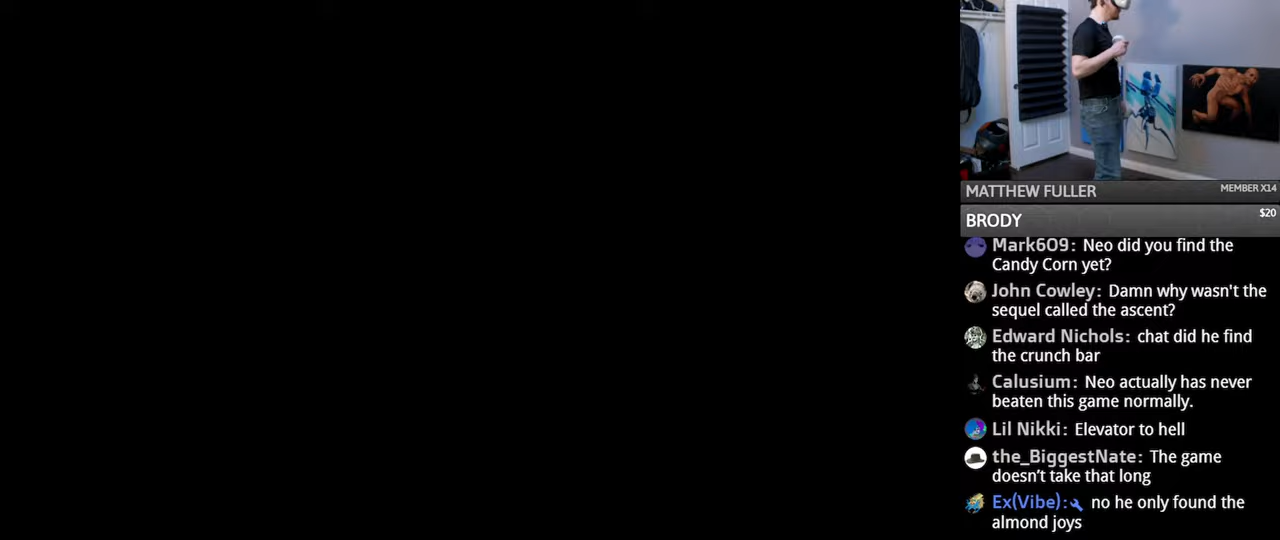 MATTHEW FULLER MEMBER X14
BRODY $20
Mark609: Neo did you find the
Candy Corn yet?
John Cowley: Damn why wasn't the
sequel called the ascent?
Edward Nichols: chat did he find
the crunch bar
Calusium: Neo actually has never
beaten this game normally.
Lil Nikki: Elevator to hell
the_BiggestNate: The game
doesn't take that long
Ex(Vibe): no he only found the
almond joys